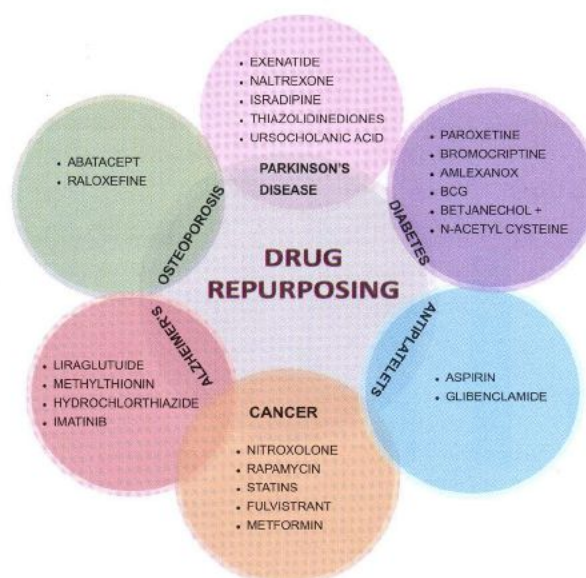 • EXENATIDE
• NALTREXONE
• ISRADIPINE
• THIAZOLIDINEDIONES
• URSOCHOLANIC ACID
PARKINSON'S
DISEASE
• PAROXETINE
• BROMOCRIPTINE
• AMLEXANOX
• BCG
• BETJANECHOL +
• N-ACETYL CYSTEINE
DIABETES
• ABATACEPT
• RALOXEFINE
OSTEOPOROSIS
DRUG
REPURPOSING
ANTIPLATELETS
• ASPIRIN
• GLIBENCLAMIDE
ALZHEIMER'S
• LIRAGLUTUIDE
• METHYLTHIONIN
• HYDROCHLORTHIAZIDE
• IMATINIB
CANCER
• NITROXOLONE
• RAPAMYCIN
• STATINS
• FULVISTRANT
• METFORMIN